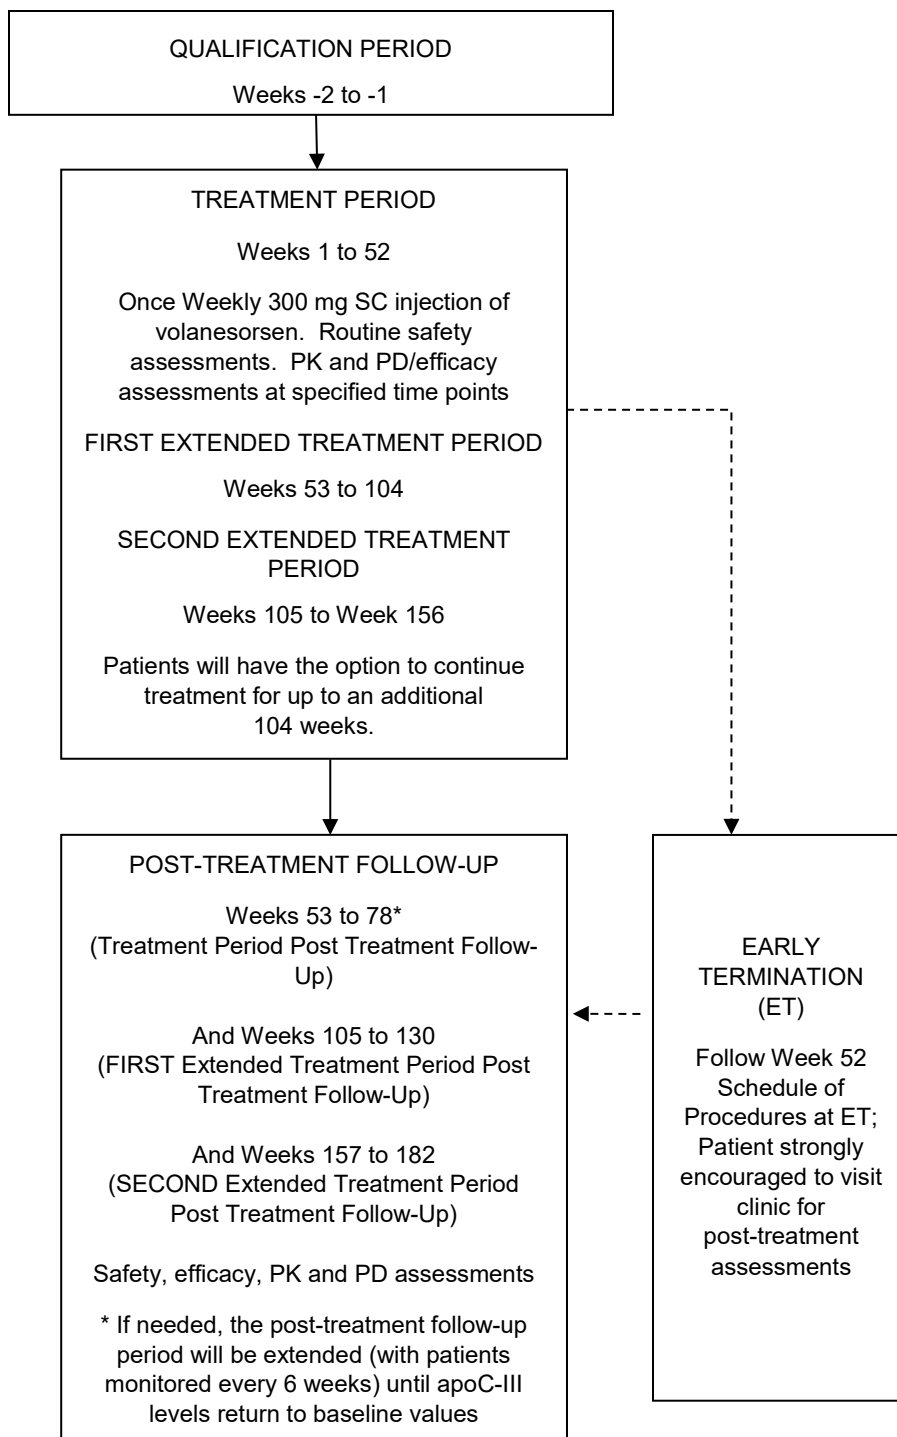 QUALIFICATION PERIOD
Weeks -2 to -1
TREATMENT PERIOD
Weeks 1 to 52
Once Weekly 300 mg SC injection of
volanesorsen.  Routine safety
assessments.  PK and PD/efficacy
assessments at specified time points
FIRST EXTENDED TREATMENT PERIOD
Weeks 53 to 104
SECOND EXTENDED TREATMENT
PERIOD
Weeks 105 to Week 156
Patients will have the option to continue
treatment for up to an additional
104 weeks.
POST-TREATMENT FOLLOW-UP
Weeks 53 to 78*
(Treatment Period Post Treatment Follow-
Up)
And Weeks 105 to 130
(FIRST Extended Treatment Period Post
Treatment Follow-Up)
And Weeks 157 to 182
(SECOND Extended Treatment Period
Post Treatment Follow-Up)
Safety, efficacy, PK and PD assessments
* If needed, the post-treatment follow-up
period will be extended (with patients
monitored every 6 weeks) until apoC-III
levels return to baseline values
EARLY
TERMINATION
(ET)
Follow Week 52
Schedule of
Procedures at ET;
Patient strongly
encouraged to visit
clinic for
post-treatment
assessments